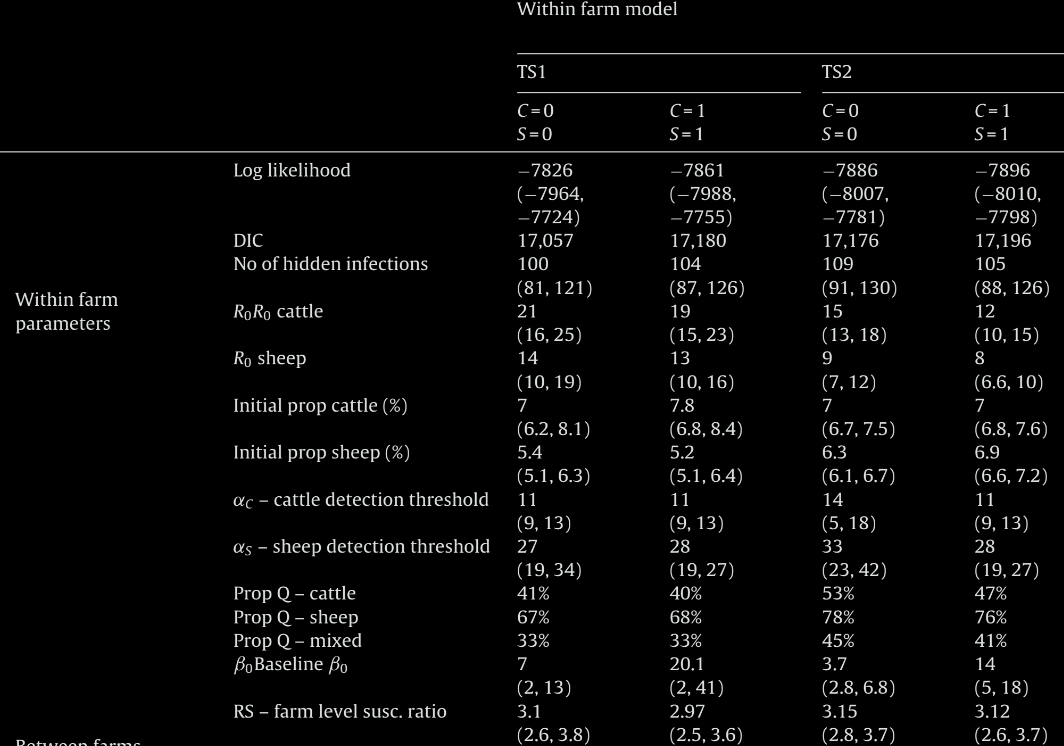 Within farm model
TS1 TS2
C = 0 C = 1 C = 0 C = 1
S = 0 S = 1 S = 0 S = 1
Log likelihood −7826 −7861 −7886 −7896
(−7964, (−7988, (−8007, (−8010,
−7724) −7755) −7781) −7798)
DIC 17,057 17,180 17,176 17,196
No of hidden infections 100 104 109 105
(81, 121) (87, 126) (91, 130) (88, 126)
Within farm
parameters
R0R0 cattle 21 19 15 12
(16, 25) (15, 23) (13, 18) (10, 15)
R0 sheep 14 13 9 8
(10, 19) (10, 16) (7, 12) (6.6, 10)
Initial prop cattle (%) 7 7.8 7 7
(6.2, 8.1) (6.8, 8.4) (6.7, 7.5) (6.8, 7.6)
Initial prop sheep (%) 5.4 5.2 6.3 6.9
(5.1, 6.3) (5.1, 6.4) (6.1, 6.7) (6.6, 7.2)
αC – cattle detection threshold 11 11 14 11
(9, 13) (9, 13) (5, 18) (9, 13)
αS – sheep detection threshold 27 28 33 28
(19, 34) (19, 27) (23, 42) (19, 27)
Prop Q – cattle 41% 40% 53% 47%
Prop Q – sheep 67% 68% 78% 76%
Prop Q – mixed 33% 33% 45% 41%
β0Baseline β0 7 20.1 3.7 14
(2, 13) (2, 41) (2.8, 6.8) (5, 18)
RS – farm level susc. ratio 3.1 2.97 3.15 3.12
(2.6, 3.8) (2.5, 3.6) (2.8, 3.7) (2.6, 3.7)
Between farms